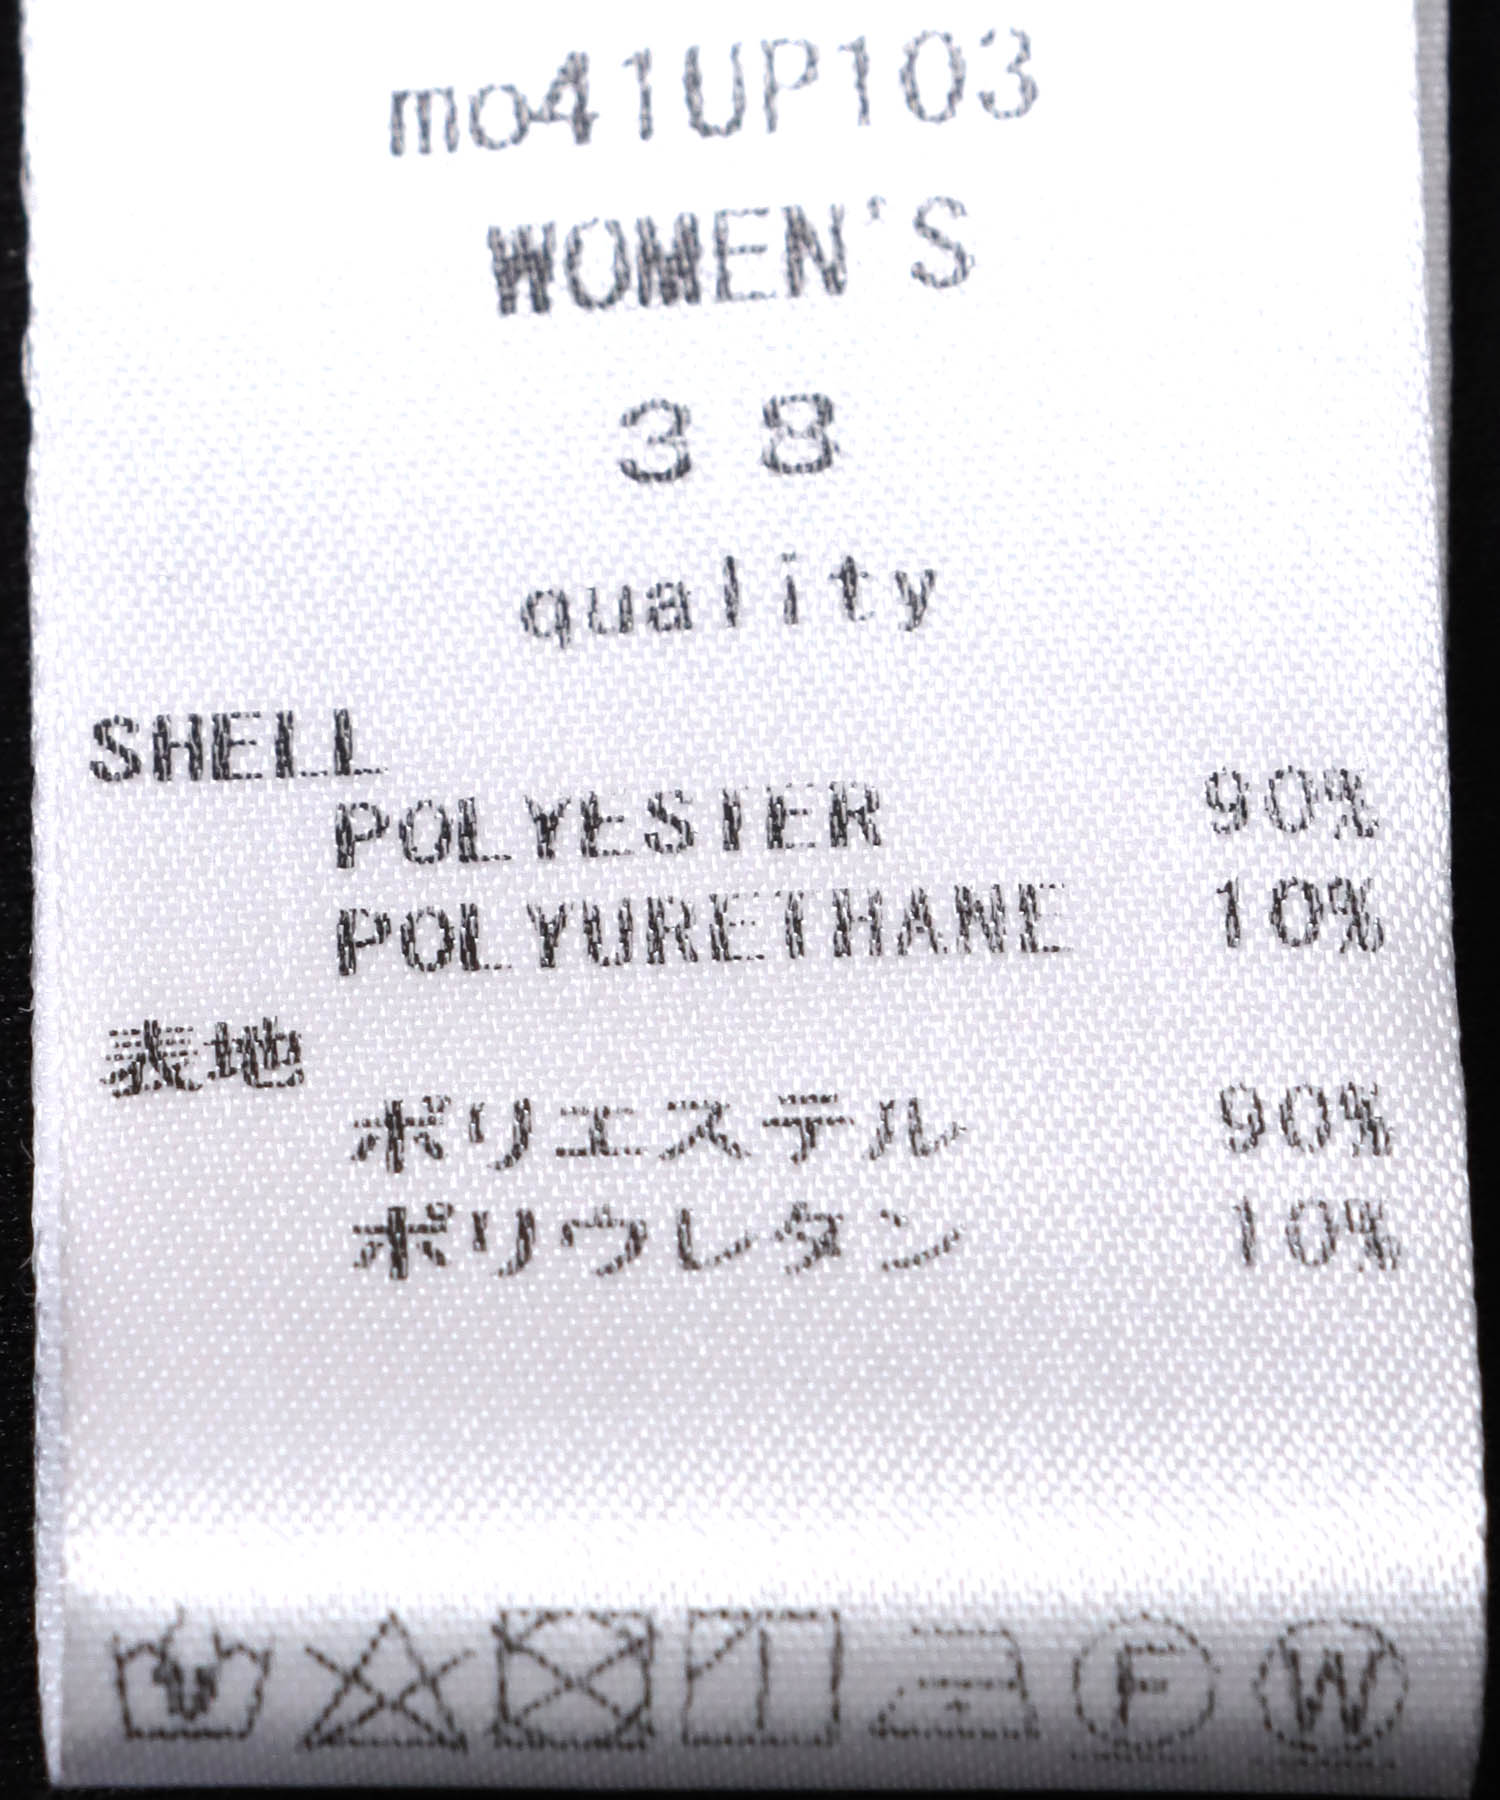 mo41UP103
WOMEN'S
３８
quality
SHELL
POLYESTER 90%
POLYURETHANE 10%
表地
ポリエステル 90%
ポリウレタン 10%
F W